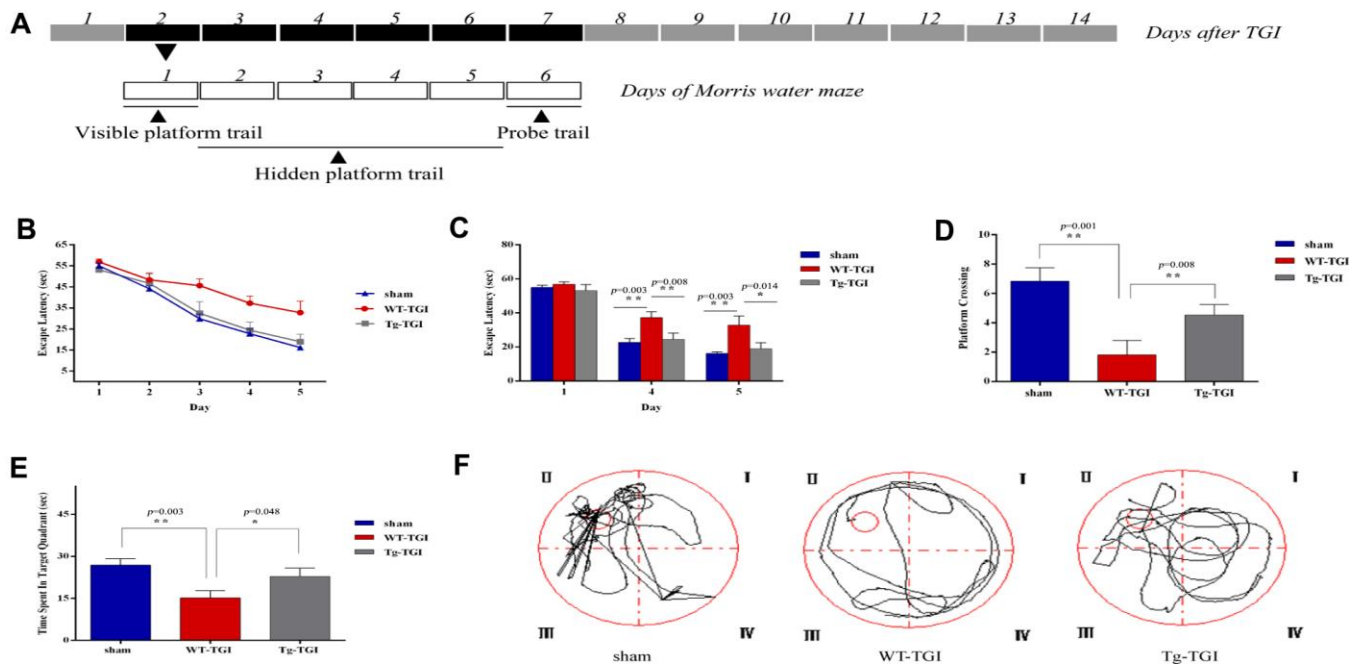 A
1 2 3 4 5 6 7 8 9 10 11 12 13 14
Days after TGI
1 2 3 4 5 6
Days of Morris water maze
Visible platform trail
Probe trail
Hidden platform trail
B
65
55
45
35
25
15
5
Escape Latency (sec)
1 2 3 4 5
Day
sham
WT-TGI
Tg-TGI
C
80
60
40
20
0
Escape Latency (sec)
p=0.003
**
p=0.008
**
p=0.003
**
p=0.014
*
1 4 5
Day
sham
WT-TGI
Tg-TGI
D
10
8
6
4
2
0
Platform Crossing
p=0.001
**
p=0.008
**
sham WT-TGI Tg-TGI
sham
WT-TGI
Tg-TGI
E
45
30
15
0
Time Spent In Target Quadrant (sec)
p=0.003
**
p=0.048
*
sham WT-TGI Tg-TGI
sham
WT-TGI
Tg-TGI
F
II I
III IV
sham
II I
III IV
WT-TGI
II I
III IV
Tg-TGI